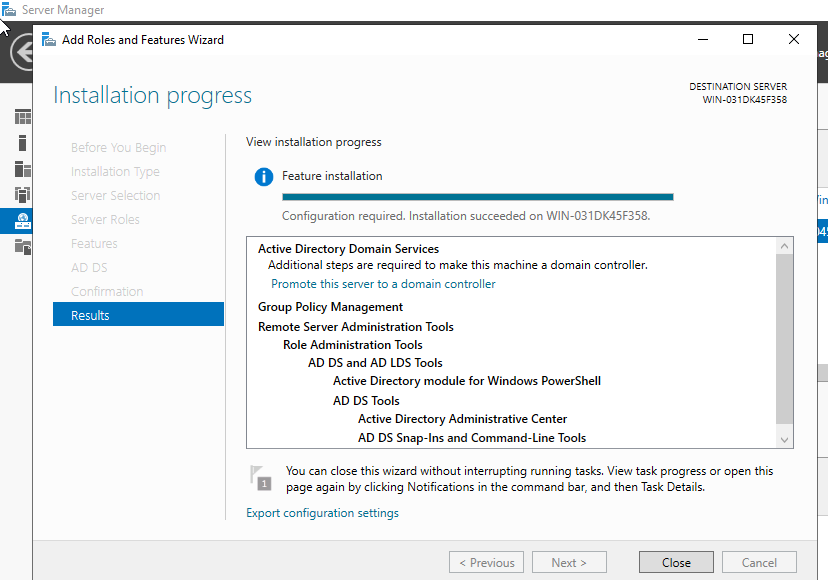 Server Manager
Add Roles and Features Wizard
Installation progress
DESTINATION SERVER
WIN-031DK45F358
Before You Begin
Installation Type
Server Selection
Server Roles
Features
AD DS
Confirmation
Results
View installation progress
Feature installation
Configuration required. Installation succeeded on WIN-031DK45F358.
Active Directory Domain Services
Additional steps are required to make this machine a domain controller.
Promote this server to a domain controller
Group Policy Management
Remote Server Administration Tools
Role Administration Tools
AD DS and AD LDS Tools
Active Directory module for Windows PowerShell
AD DS Tools
Active Directory Administrative Center
AD DS Snap-Ins and Command-Line Tools
1
You can close this wizard without interrupting running tasks. View task progress or open this
page again by clicking Notifications in the command bar, and then Task Details.
Export configuration settings
< Previous
Next >
Close
Cancel